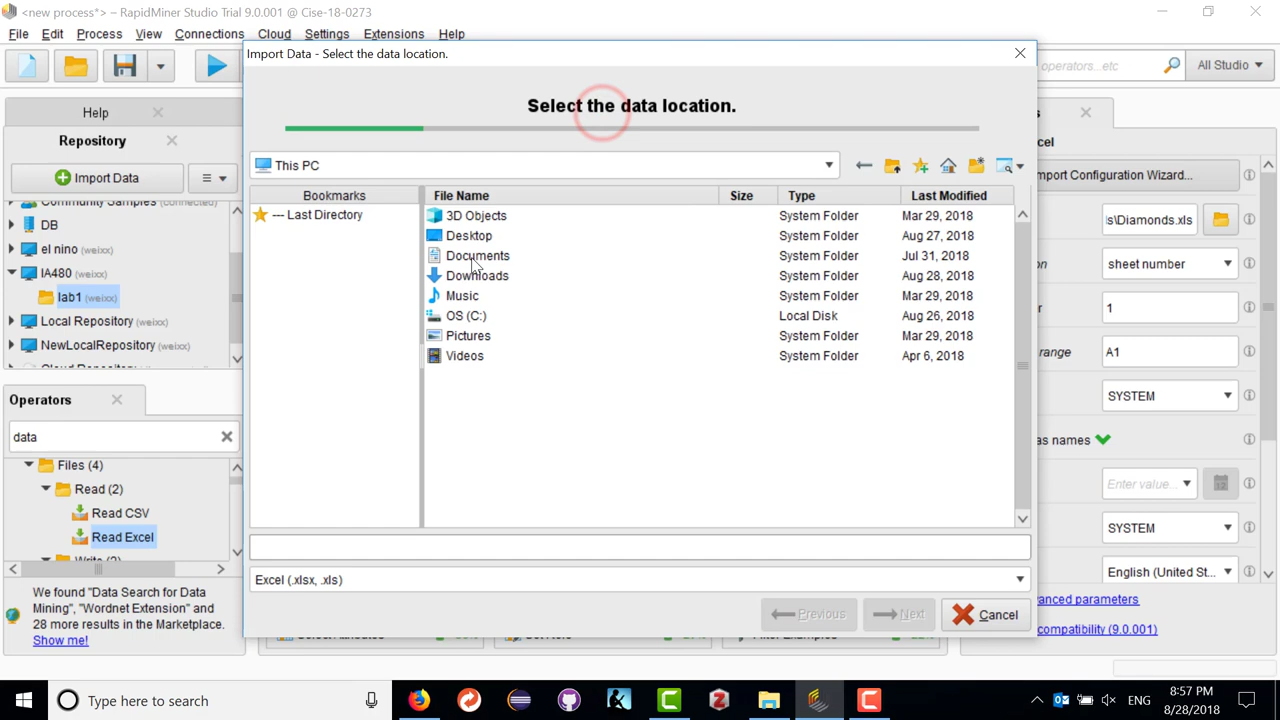 <new process*> – RapidMiner Studio Trial 9.0.001 @ Cise-18-0273
File Edit Process View Connections Cloud Settings Extensions Help
Import Data - Select the data location.
operators...etc
All Studio
Help
Repository
Import Data
Community Samples (connected)
DB
el nino (weixx)
IA480 (weixx)
lab1 (weixx)
Local Repository (weixx)
NewLocalRepository (weixx)
Operators
data
Files (4)
Read (2)
Read CSV
Read Excel
We found "Data Search for Data
Mining", "Wordnet Extension" and
28 more results in the Marketplace.
Show me!
Select the data location.
This PC
Bookmarks
--- Last Directory
File Name Size Type Last Modified
3D Objects System Folder Mar 29, 2018
Desktop System Folder Aug 27, 2018
Documents System Folder Jul 31, 2018
Downloads System Folder Aug 28, 2018
Music System Folder Mar 29, 2018
OS (C:) Local Disk Aug 26, 2018
Pictures System Folder Mar 29, 2018
Videos System Folder Apr 6, 2018
Excel (.xlsx, .xls)
Previous Next Cancel
mport Configuration Wizard...
ls\Diamonds.xls
sheet number
1
range A1
SYSTEM
as names
Enter value...
SYSTEM
English (United St...
anced parameters
compatibility (9.0.001)
Type here to search
ENG
8:57 PM
8/28/2018